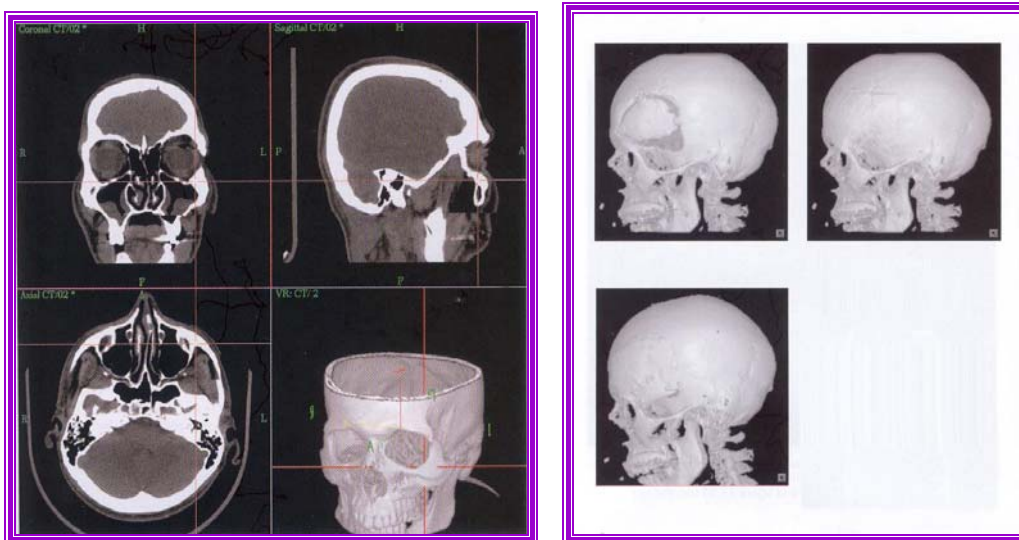 Coronal CT/02 *
H
R
L
P
Sagittal CT/02 *
H
P
A
P
Axial CT/02 *
A
R
L
VR: CT/ 2
A